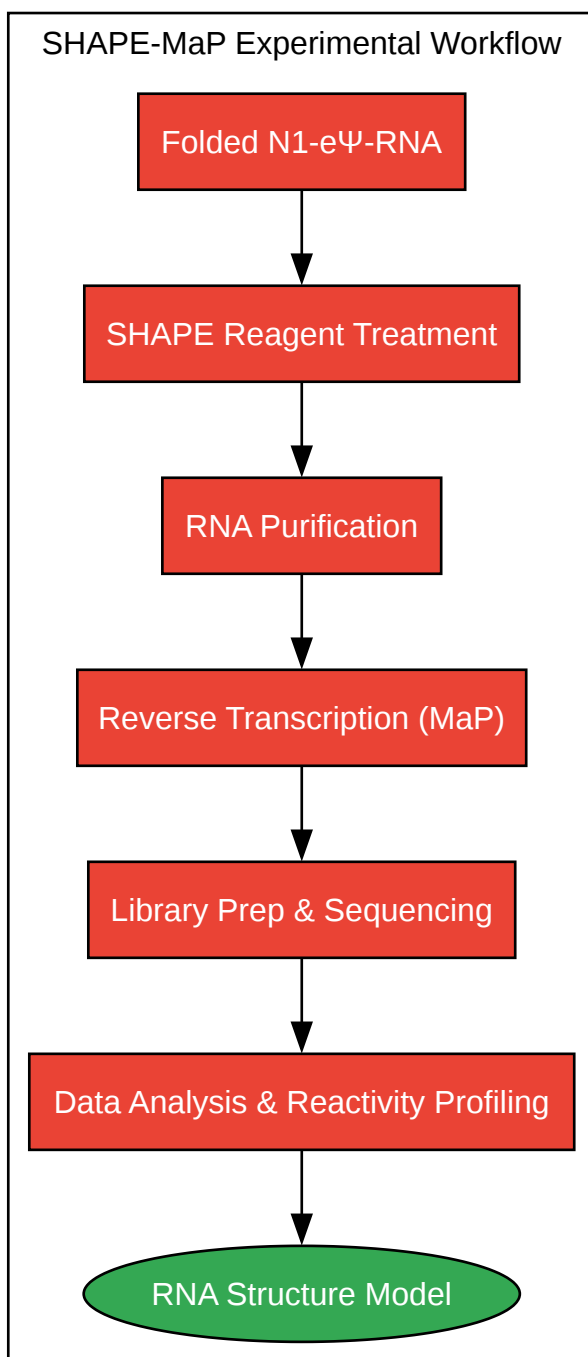 SHAPE-MaP Experimental Workflow
Folded N1-eΨ-RNA
SHAPE Reagent Treatment
RNA Purification
Reverse Transcription (MaP)
Library Prep & Sequencing
Data Analysis & Reactivity Profiling
RNA Structure Model